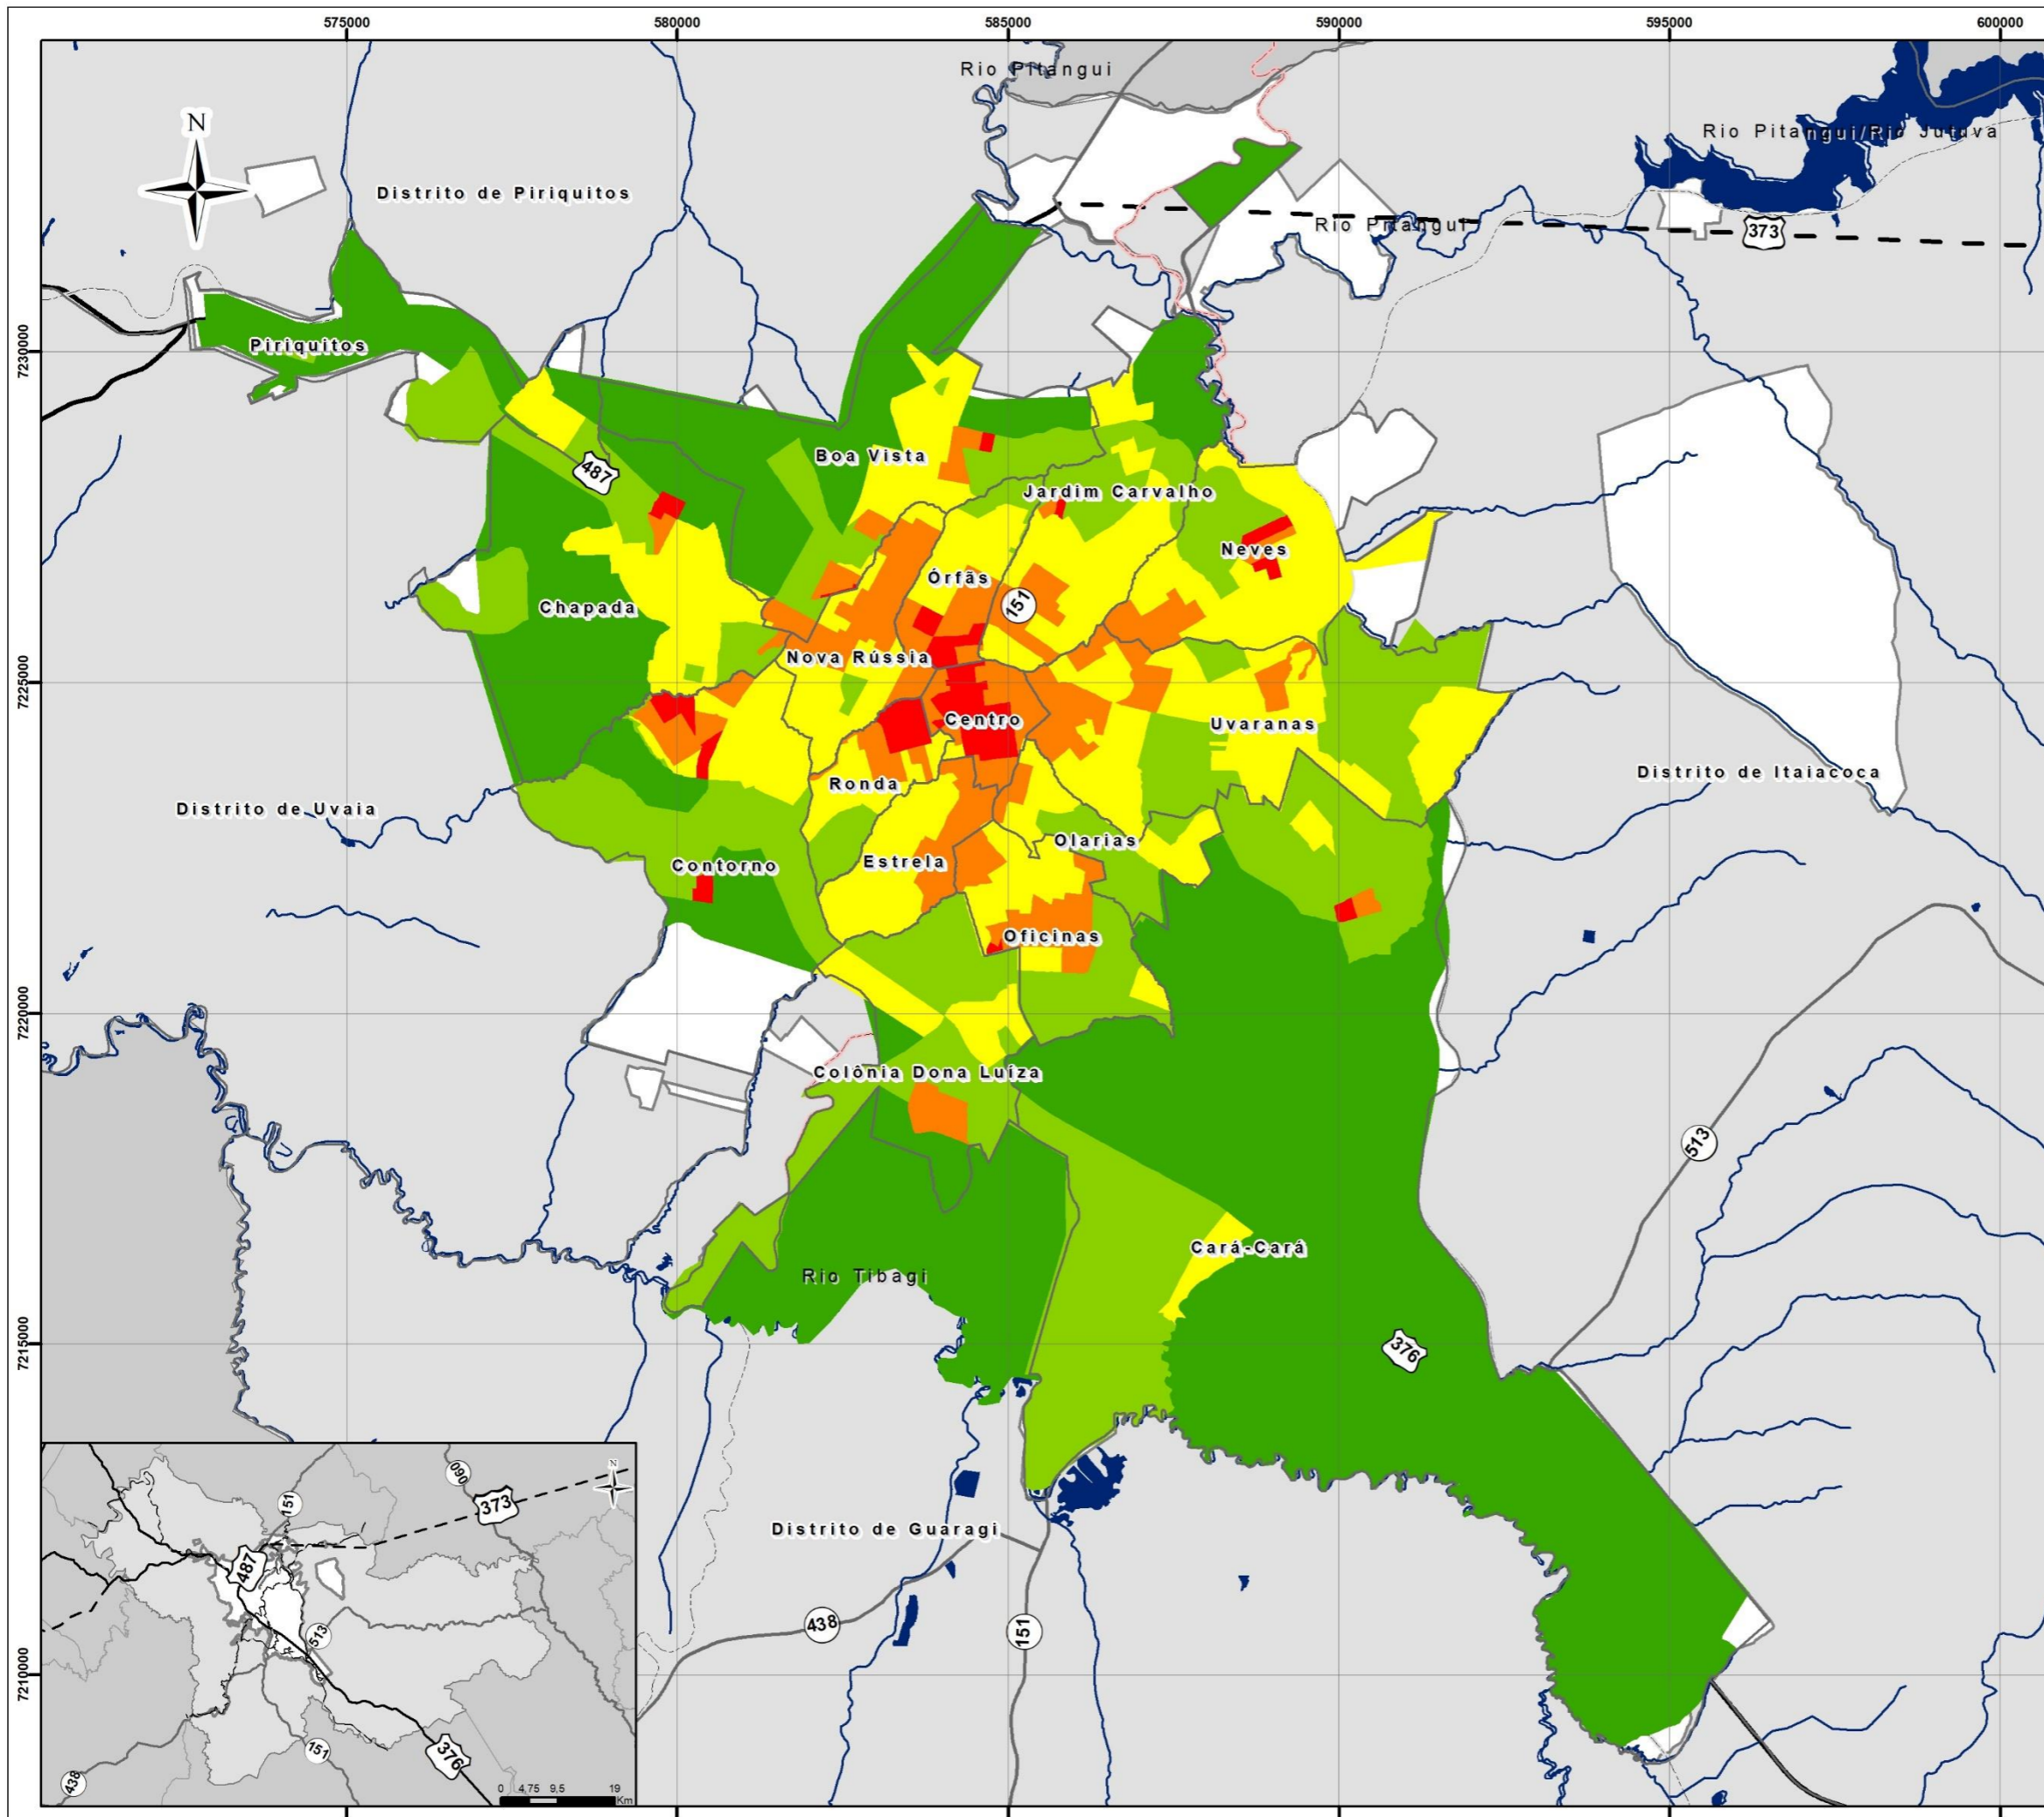 575000 580000 585000 590000 595000 600000
Rio Pitangui
N
Rio Pitangui/Rio Jutuva
Distrito de Piriquitos
Rio Pitangui
373
7230000
Piriquitos
Boa Vista
487
Jardim Carvalho
Neves
Órfãs
151
Chapada
Nova Rússia
7225000
Centro
Uvaranas
Distrito de Itaiacoca
Ronda
Distrito de Uvaia
Olarias
Estrela
Contorno
Oficinas
7220000
Colônia Dona Luíza
513
Cará-Cará
Rio Tibagi
7215000
376
Distrito de Guaragi
438
151
7210000
N
090
373
151
487
513
151
376
438
0 4,75 9,5 19
Km